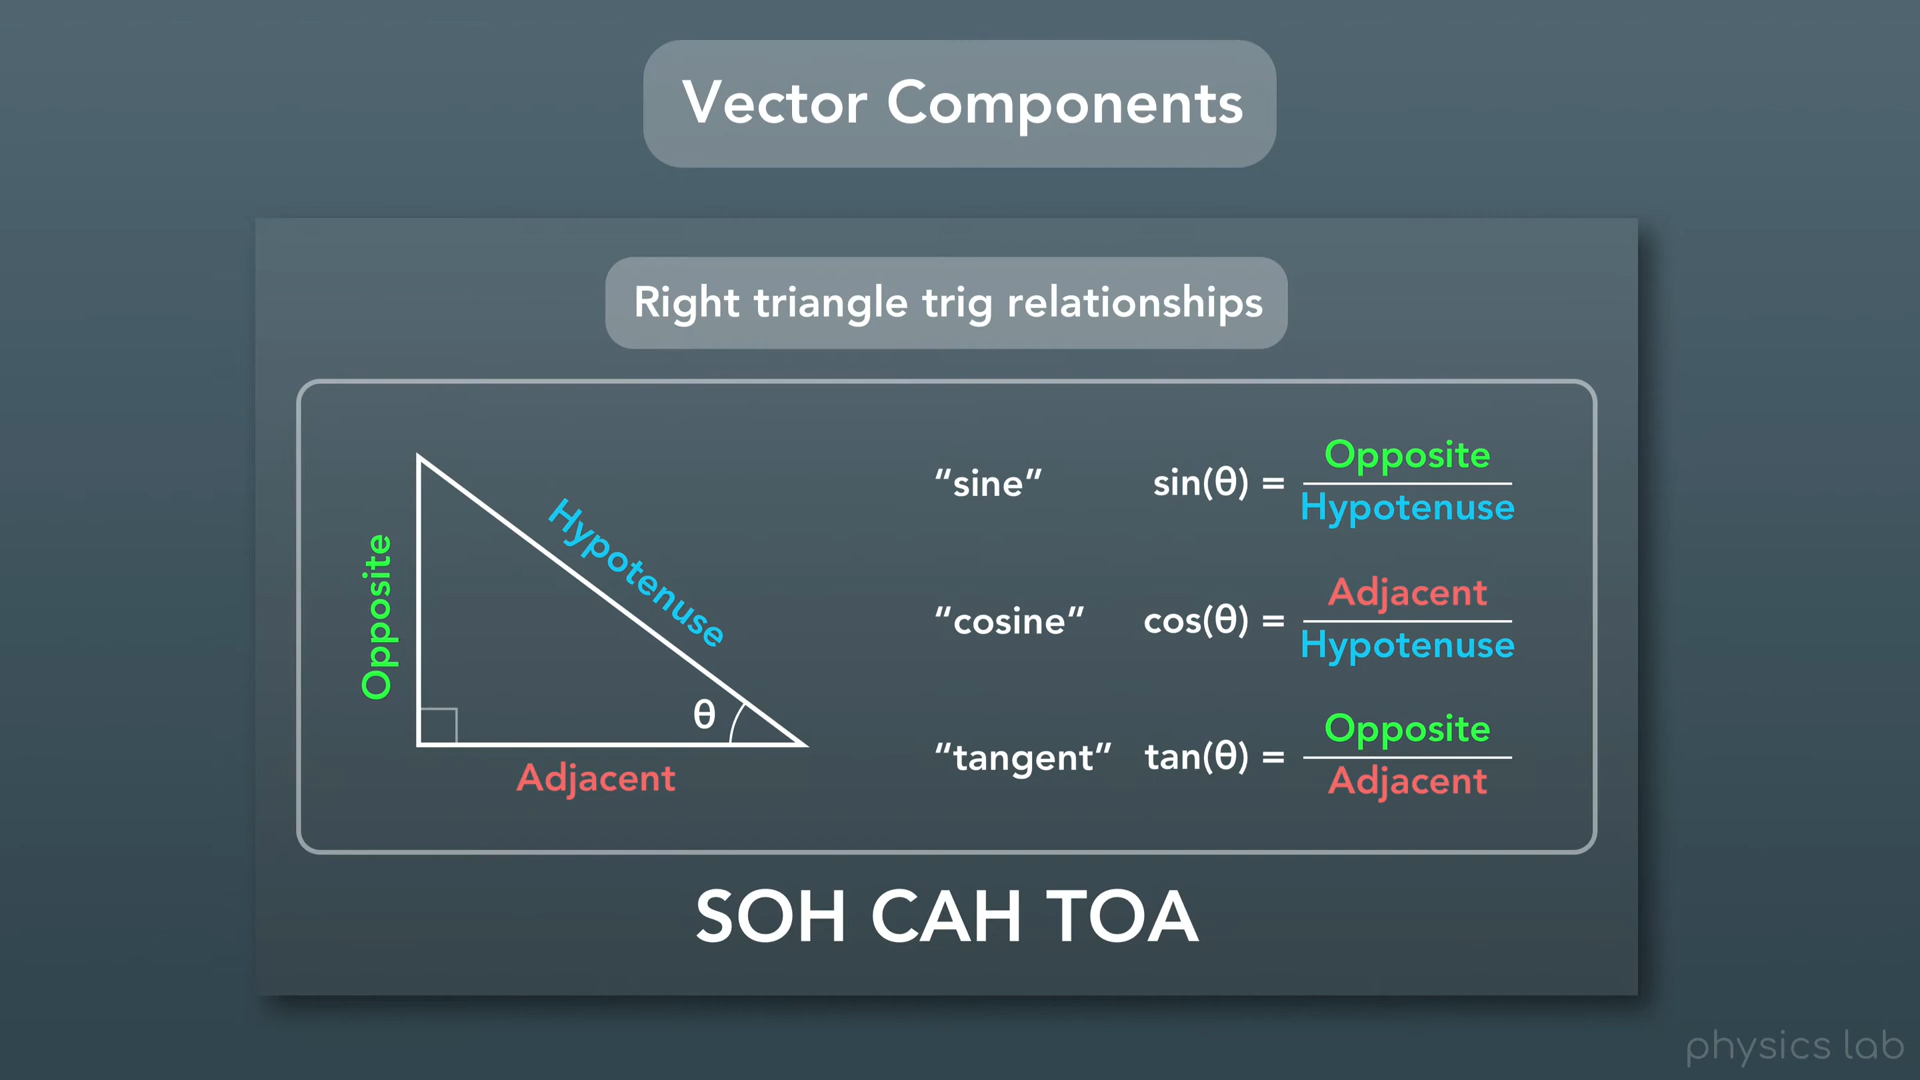 Vector Components
Right triangle trig relationships
Opposite
Hypotenuse
θ
Adjacent
“sine” sin(θ) = Opposite / Hypotenuse
“cosine” cos(θ) = Adjacent / Hypotenuse
“tangent” tan(θ) = Opposite / Adjacent
SOH CAH TOA
physics lab